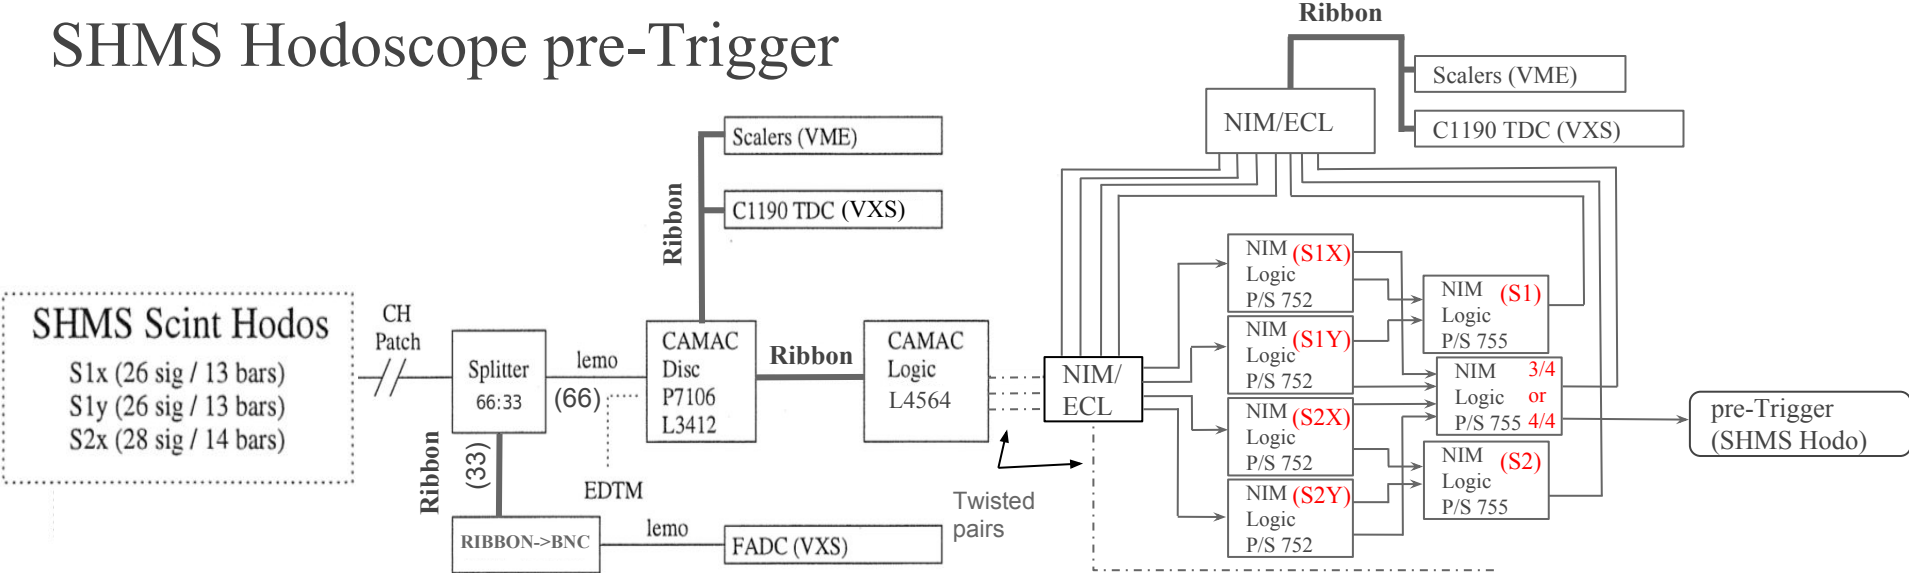 SHMS Hodoscope pre-Trigger
Ribbon
Scalers (VME)
C1190 TDC (VXS)
NIM/ECL
Scalers (VME)
C1190 TDC (VXS)
Ribbon
SHMS Scint Hodos
S1x (26 sig / 13 bars)
S1y (26 sig / 13 bars)
S2x (28 sig / 14 bars)
CH
Patch
Splitter
66:33
lemo
(66)
CAMAC
Disc
P7106
L3412
Ribbon
CAMAC
Logic
L4564
NIM/
ECL
Twisted
pairs
EDTM
Ribbon
(33)
RIBBON->BNC
lemo
FADC (VXS)
NIM (S1X)
Logic
P/S 752
NIM (S1Y)
Logic
P/S 752
NIM (S2X)
Logic
P/S 752
NIM (S2Y)
Logic
P/S 752
NIM (S1)
Logic
P/S 755
NIM 3/4
Logic or
P/S 755 4/4
NIM (S2)
Logic
P/S 755
pre-Trigger
(SHMS Hodo)